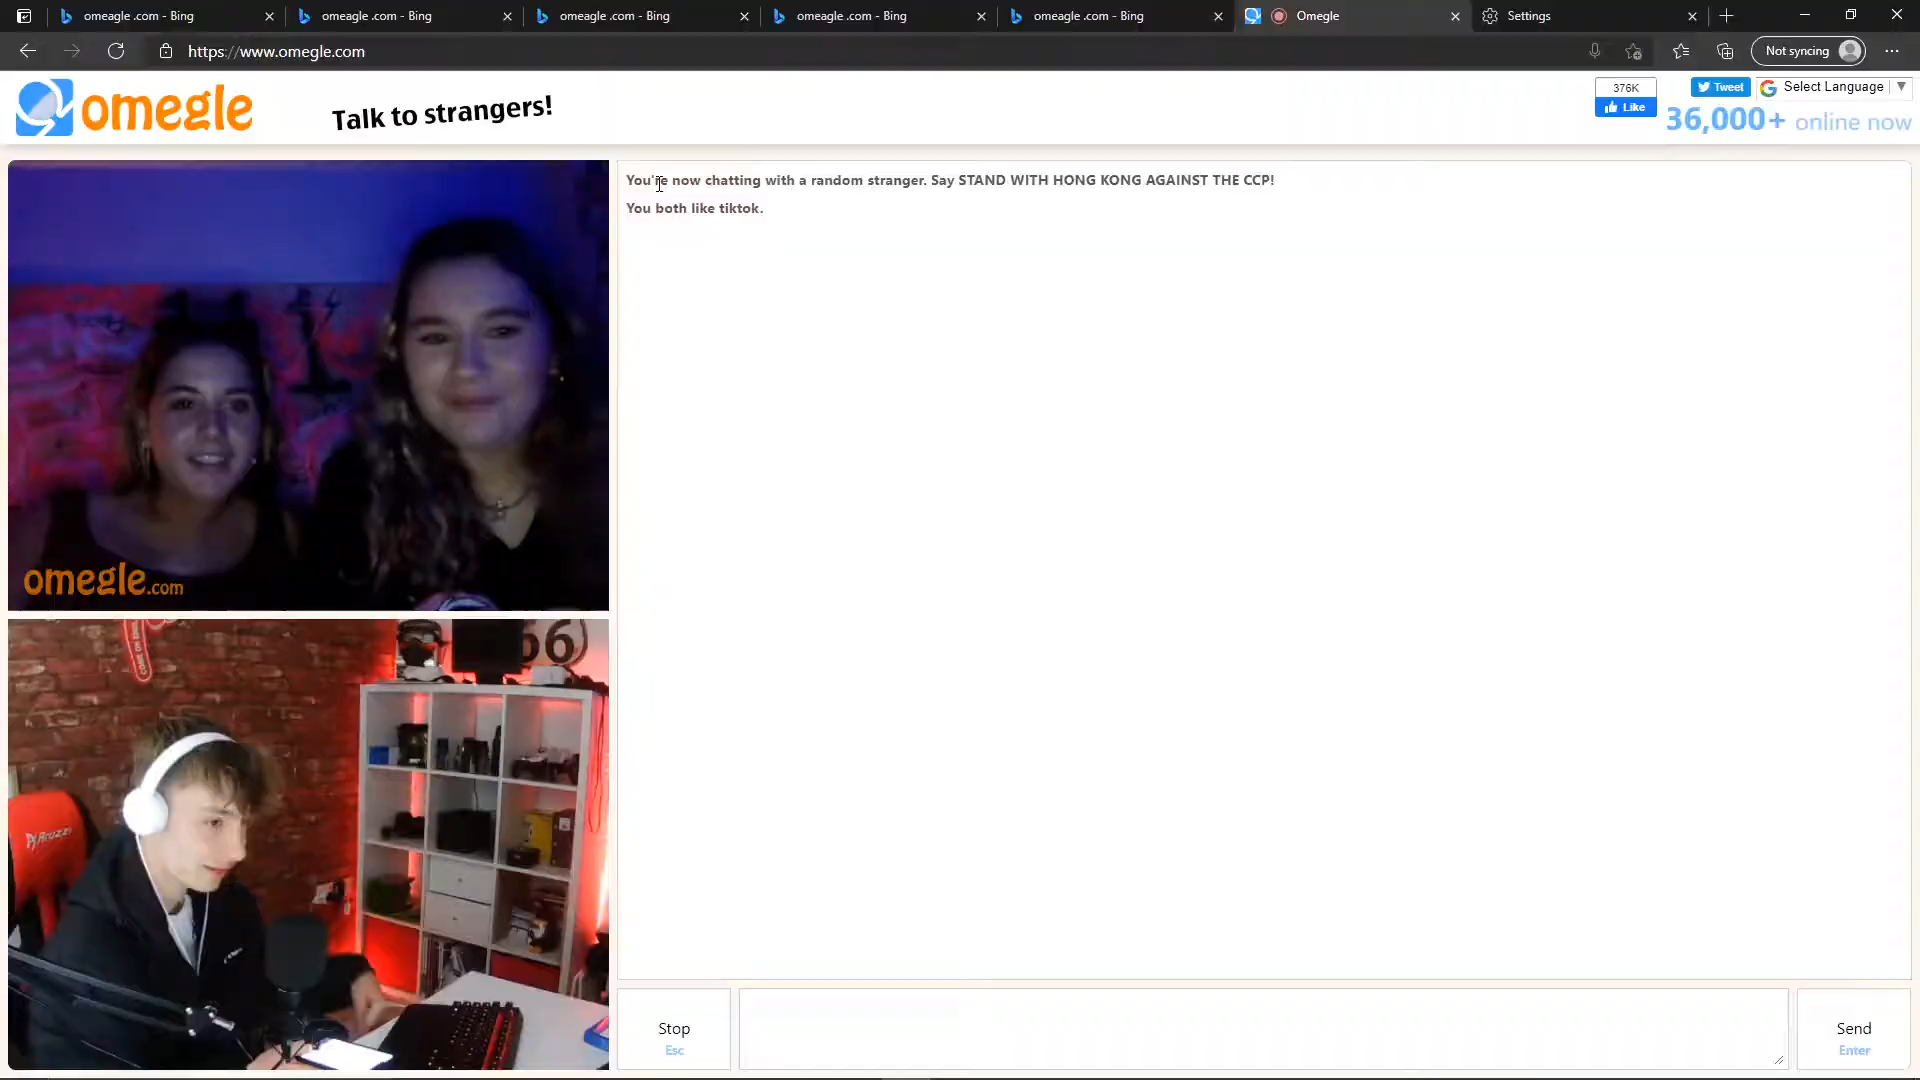 omeagle .com - Bing
omeagle .com - Bing
omeagle .com - Bing
omeagle .com - Bing
omeagle .com - Bing
Omegle
Settings
https://www.omegle.com
Not syncing
omegle
Talk to strangers!
376K
Like
Tweet
Select Language
36,000+ online now
You're now chatting with a random stranger. Say STAND WITH HONG KONG AGAINST THE CCP!
You both like tiktok.
omegle.com
66
Arozzi
Stop
Esc
Send
Enter